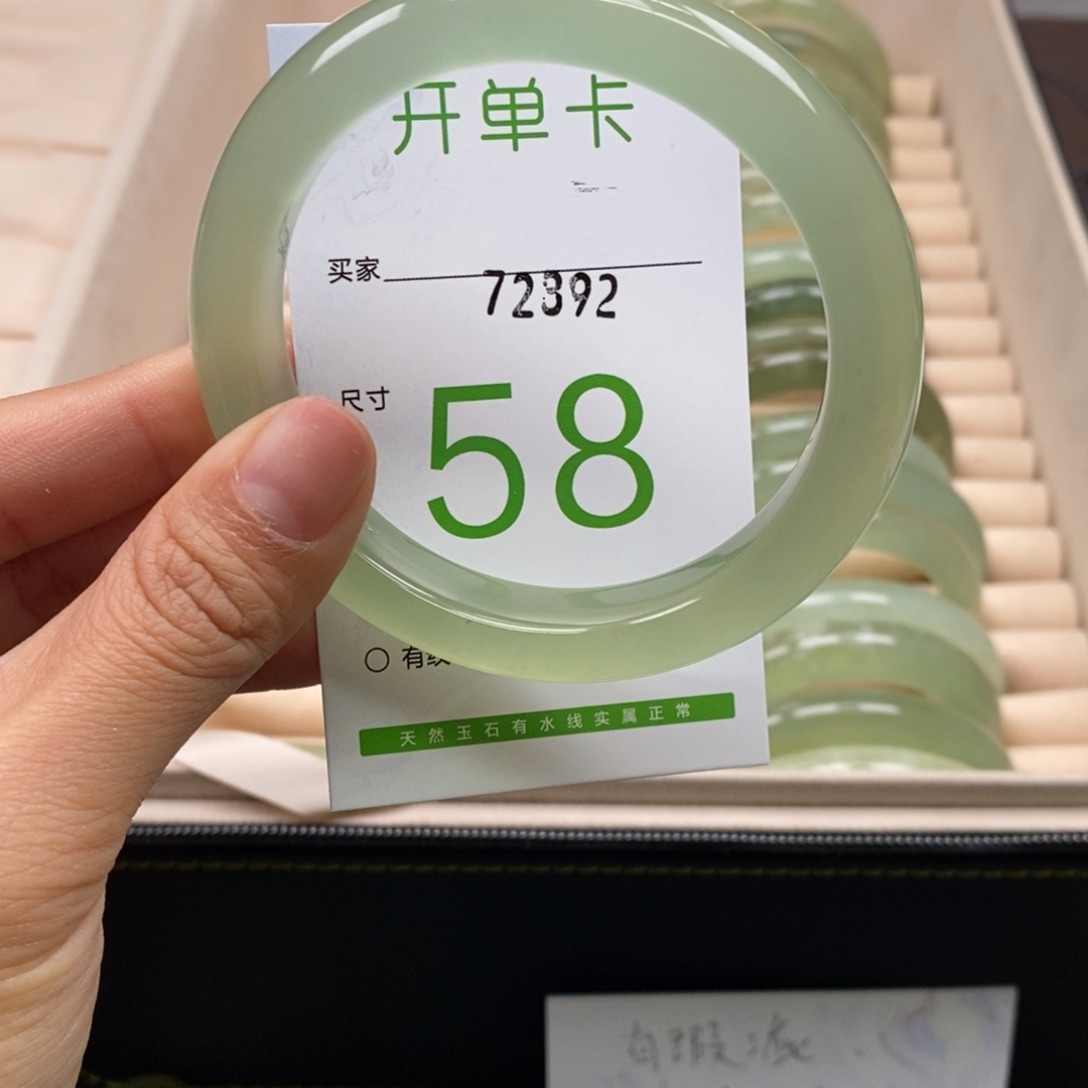 开单卡
买家
72392
尺寸
58
○ 有纹
天然玉石有水线实属正常